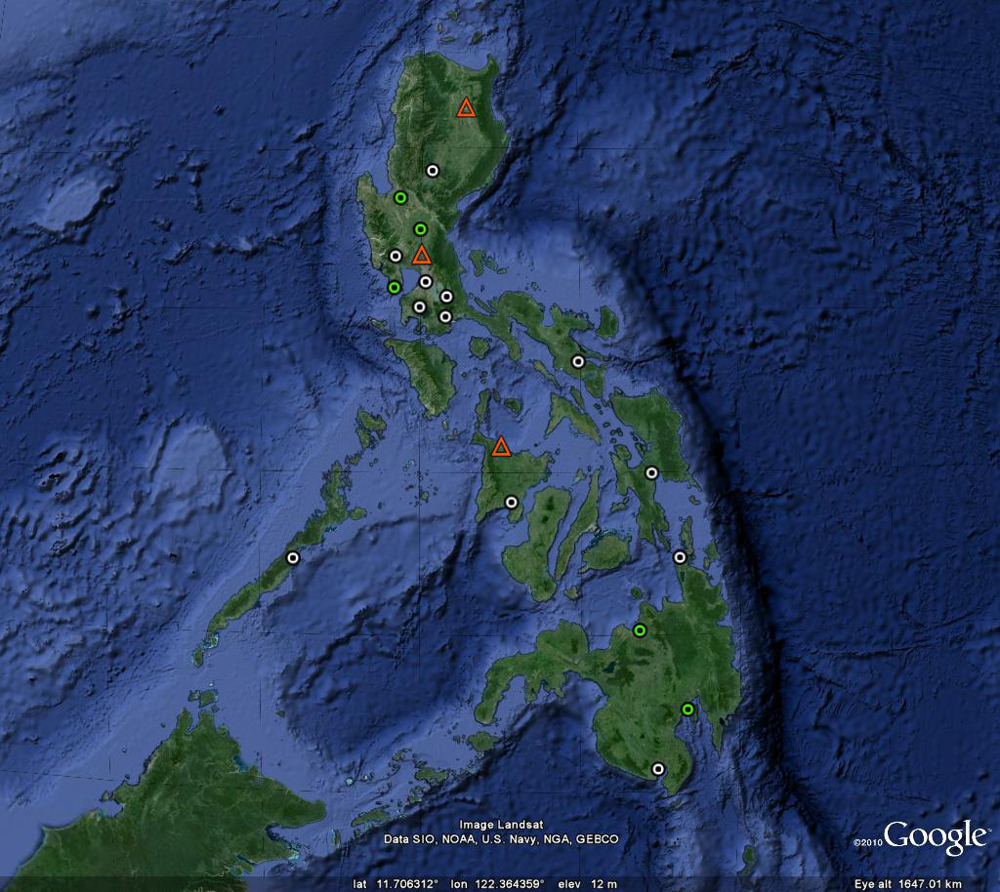 Image Landsat
Data SIO, NOAA, U.S. Navy, NGA, GEBCO
©2010 Google™
lat 11.706312° lon 122.364359° elev 12 m
Eye alt 1647.01 km